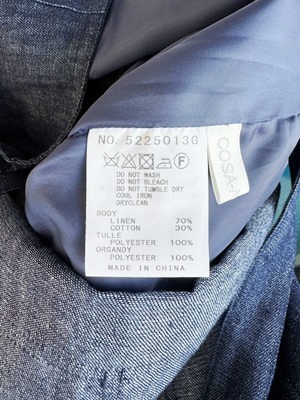 NO. 5225013G
F
DO NOT WASH
DO NOT BLEACH
DO NOT TUMBLE DRY
COOL IRON
DRYCLEAN
BODY
LINEN 70%
COTTON 30%
TULLE
POLYESTER 100%
ORGANDY
POLYESTER 100%
MADE IN CHINA